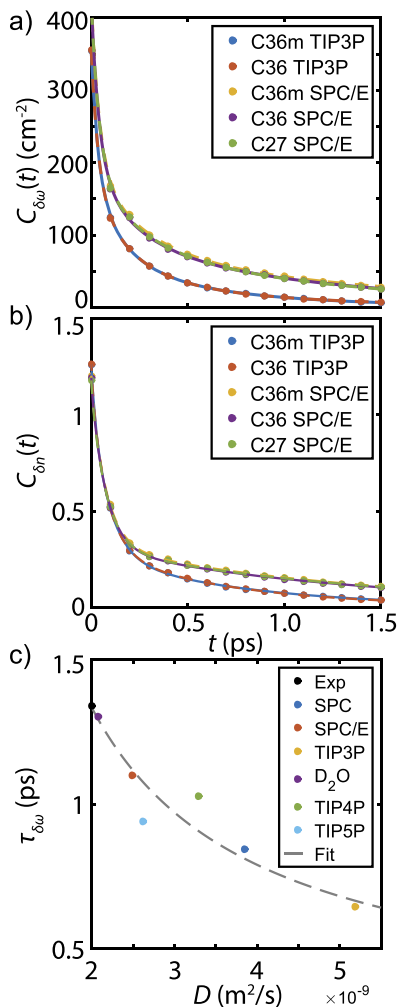 a)
400
300
200
100
0
C_δω(t) (cm⁻²)
C36m TIP3P
C36 TIP3P
C36m SPC/E
C36 SPC/E
C27 SPC/E
b)
1.5
1
0.5
0
C_δn(t)
C36m TIP3P
C36 TIP3P
C36m SPC/E
C36 SPC/E
C27 SPC/E
0 0.5 1.0 1.5
t (ps)
c)
1.5
1
0.5
τ_δω (ps)
Exp
SPC
SPC/E
TIP3P
D₂O
TIP4P
TIP5P
Fit
2 3 4 5
D (m²/s) ×10⁻⁹